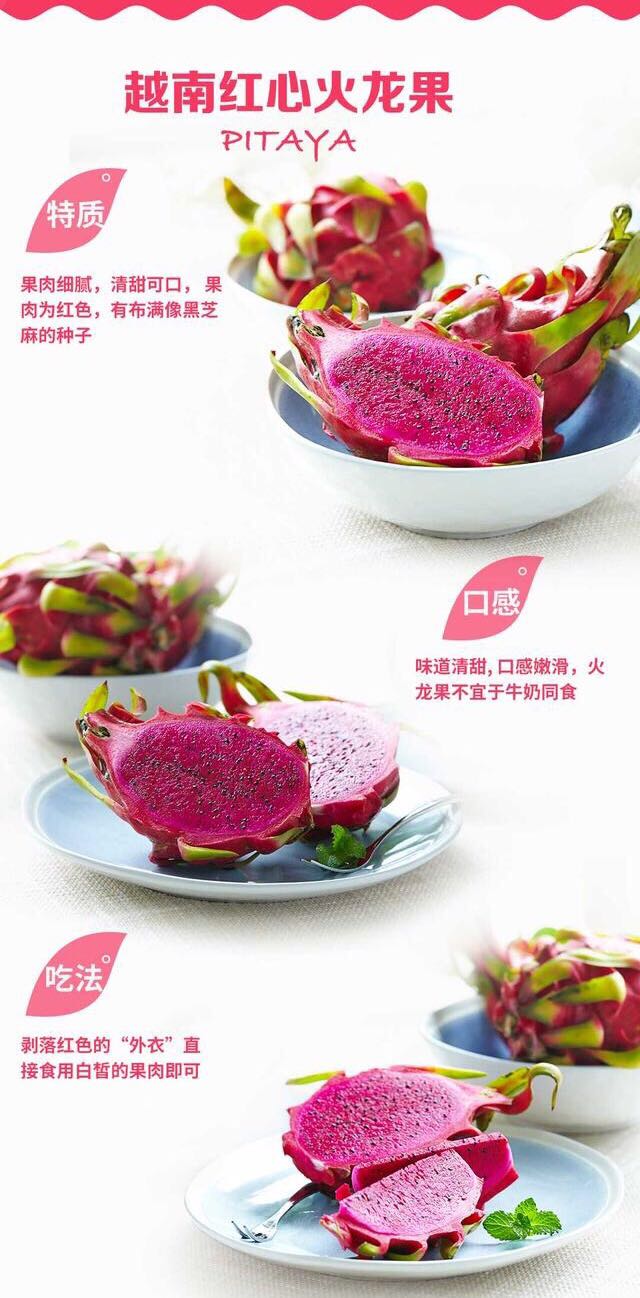 越南红心火龙果
PITAYA
特质
果肉细腻，清甜可口， 果
肉为红色，有布满像黑芝
麻的种子
口感
味道清甜, 口感嫩滑，火
龙果不宜于牛奶同食
吃法
剥落红色的“外衣”直
接食用白皙的果肉即可